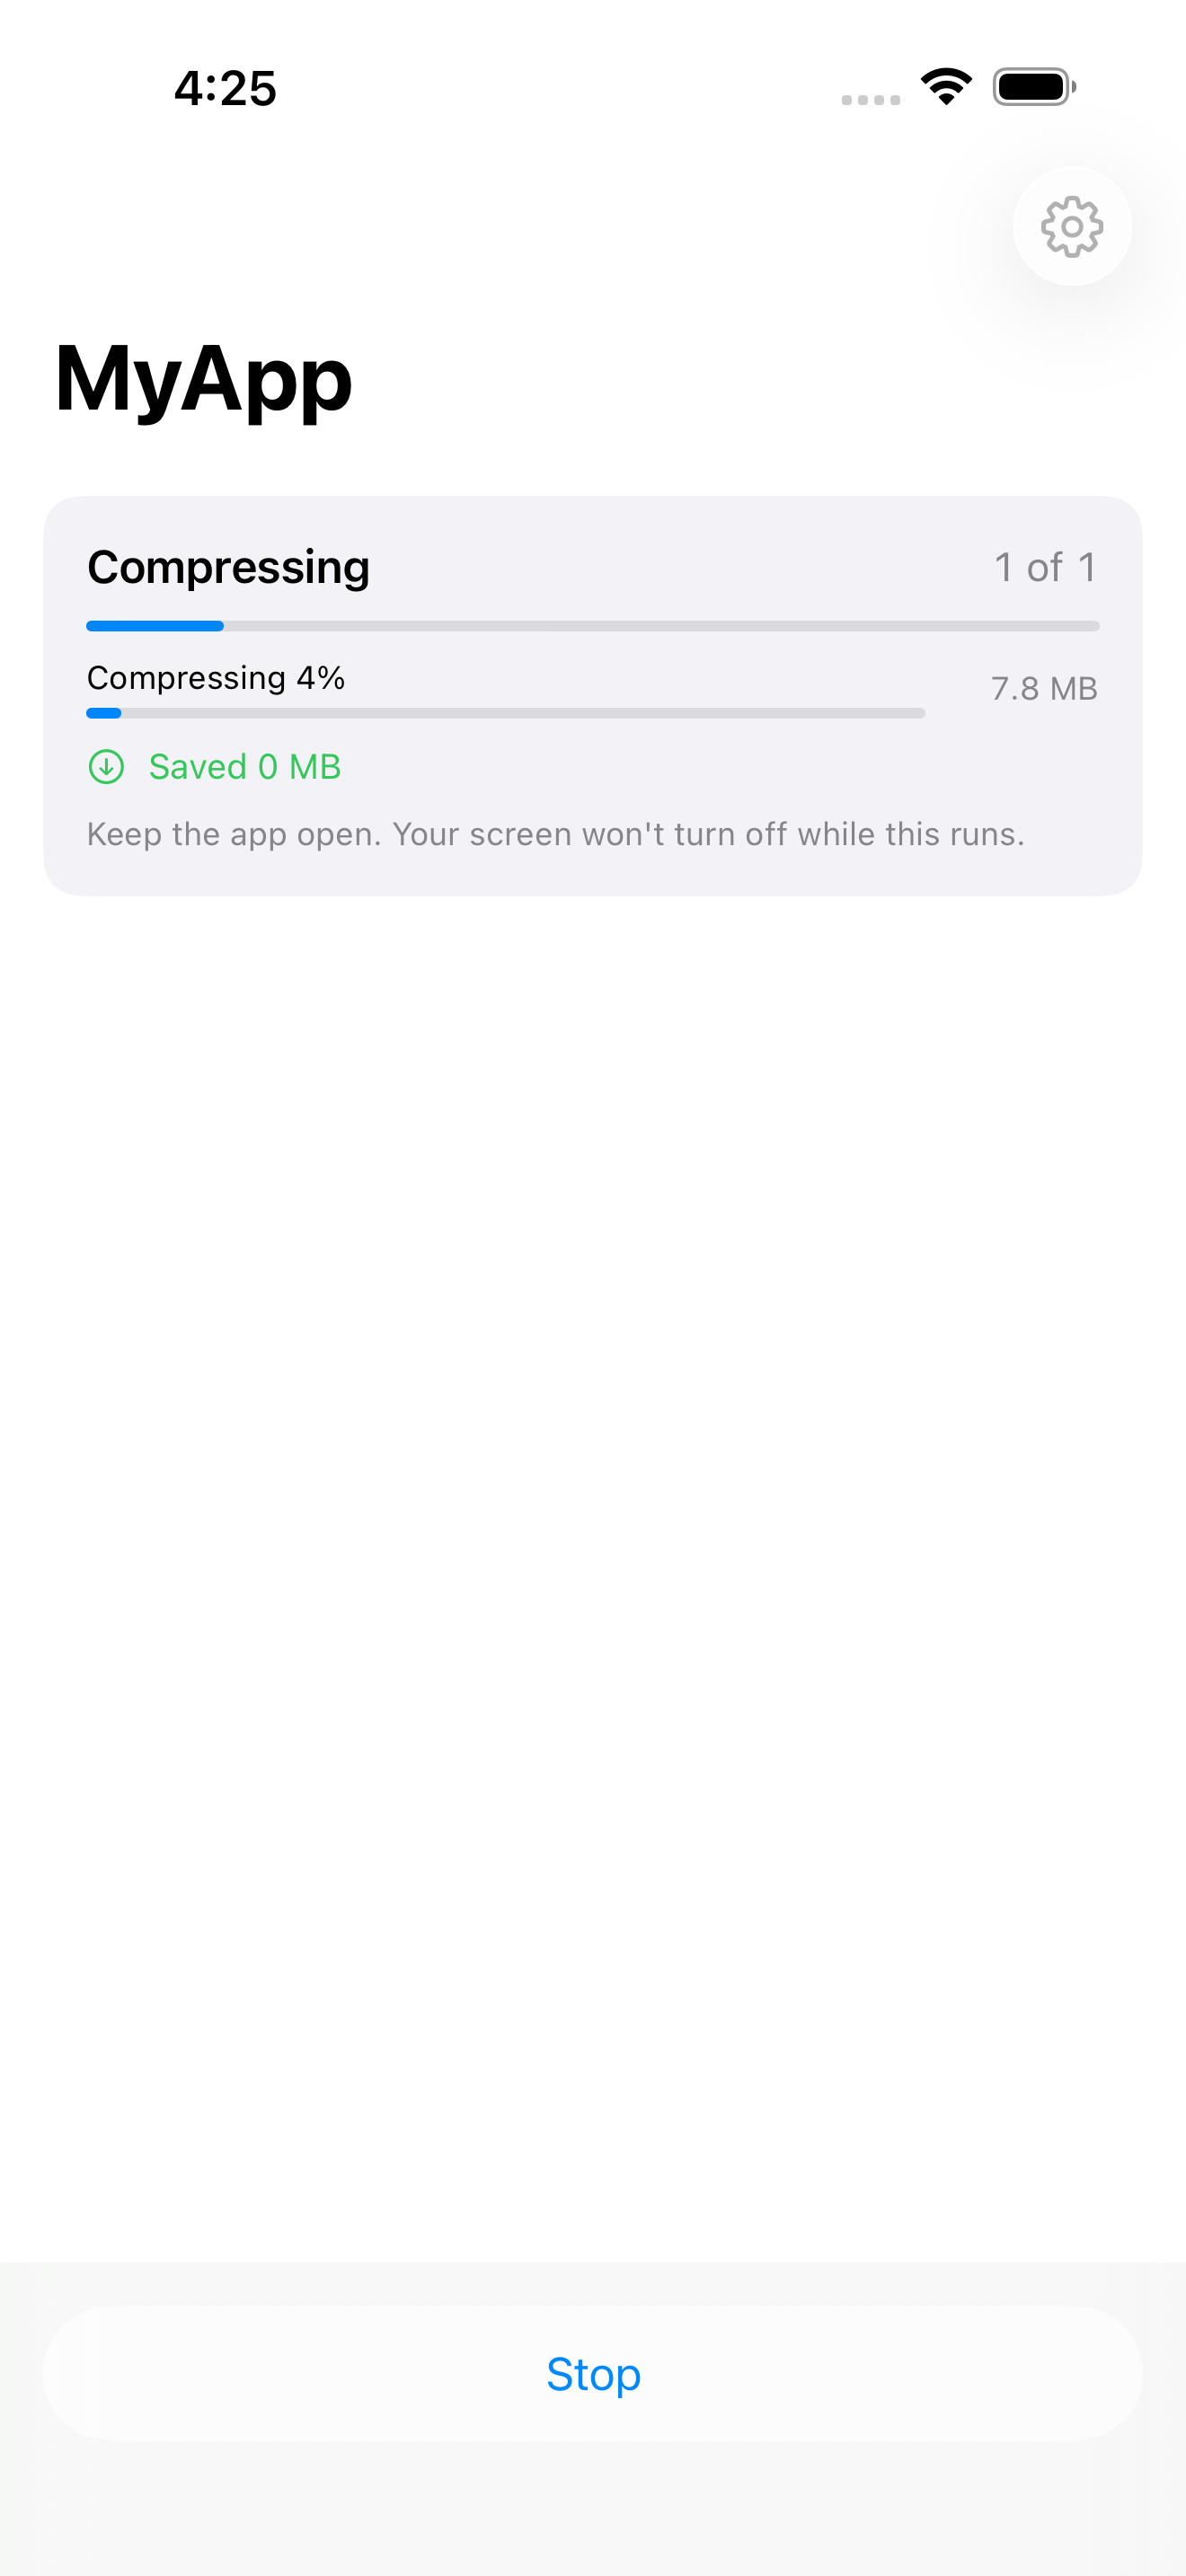 4:25
MyApp
Compressing
1 of 1
Compressing 4%
7.8 MB
Saved 0 MB
Keep the app open. Your screen won't turn off while this runs.
Stop